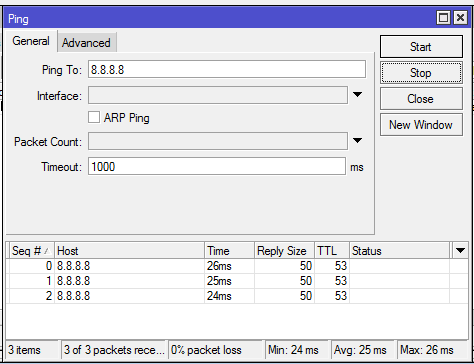 Ping
General Advanced
Ping To: 8.8.8.8
Interface:
ARP Ping
Packet Count:
Timeout: 1000 ms
Start
Stop
Close
New Window
Seq # Host Time Reply Size TTL Status
0 8.8.8.8 26ms 50 53
1 8.8.8.8 25ms 50 53
2 8.8.8.8 24ms 50 53
3 items 3 of 3 packets rece... 0% packet loss Min: 24 ms Avg: 25 ms Max: 26 ms